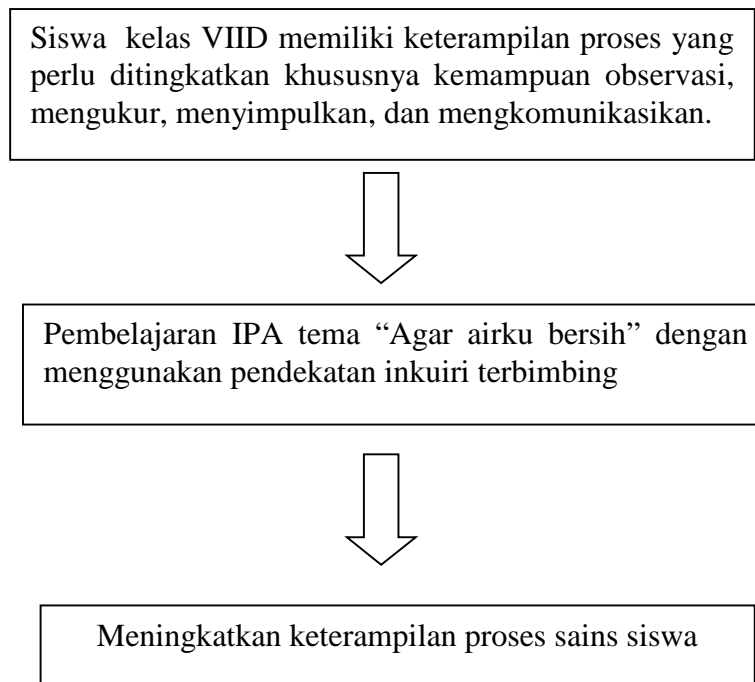 Siswa kelas VIID memiliki keterampilan proses yang
perlu ditingkatkan khususnya kemampuan observasi,
mengukur, menyimpulkan, dan mengkomunikasikan.
Pembelajaran IPA tema “Agar airku bersih” dengan
menggunakan pendekatan inkuiri terbimbing
Meningkatkan keterampilan proses sains siswa